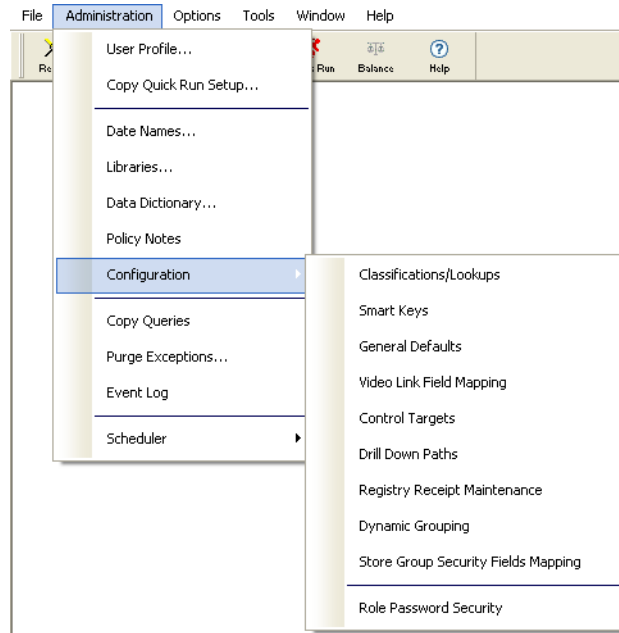 File Administration Options Tools Window Help
Re Run Balance Help
User Profile...
Copy Quick Run Setup...
Date Names...
Libraries...
Data Dictionary...
Policy Notes
Configuration
Copy Queries
Purge Exceptions...
Event Log
Scheduler
Classifications/Lookups
Smart Keys
General Defaults
Video Link Field Mapping
Control Targets
Drill Down Paths
Registry Receipt Maintenance
Dynamic Grouping
Store Group Security Fields Mapping
Role Password Security